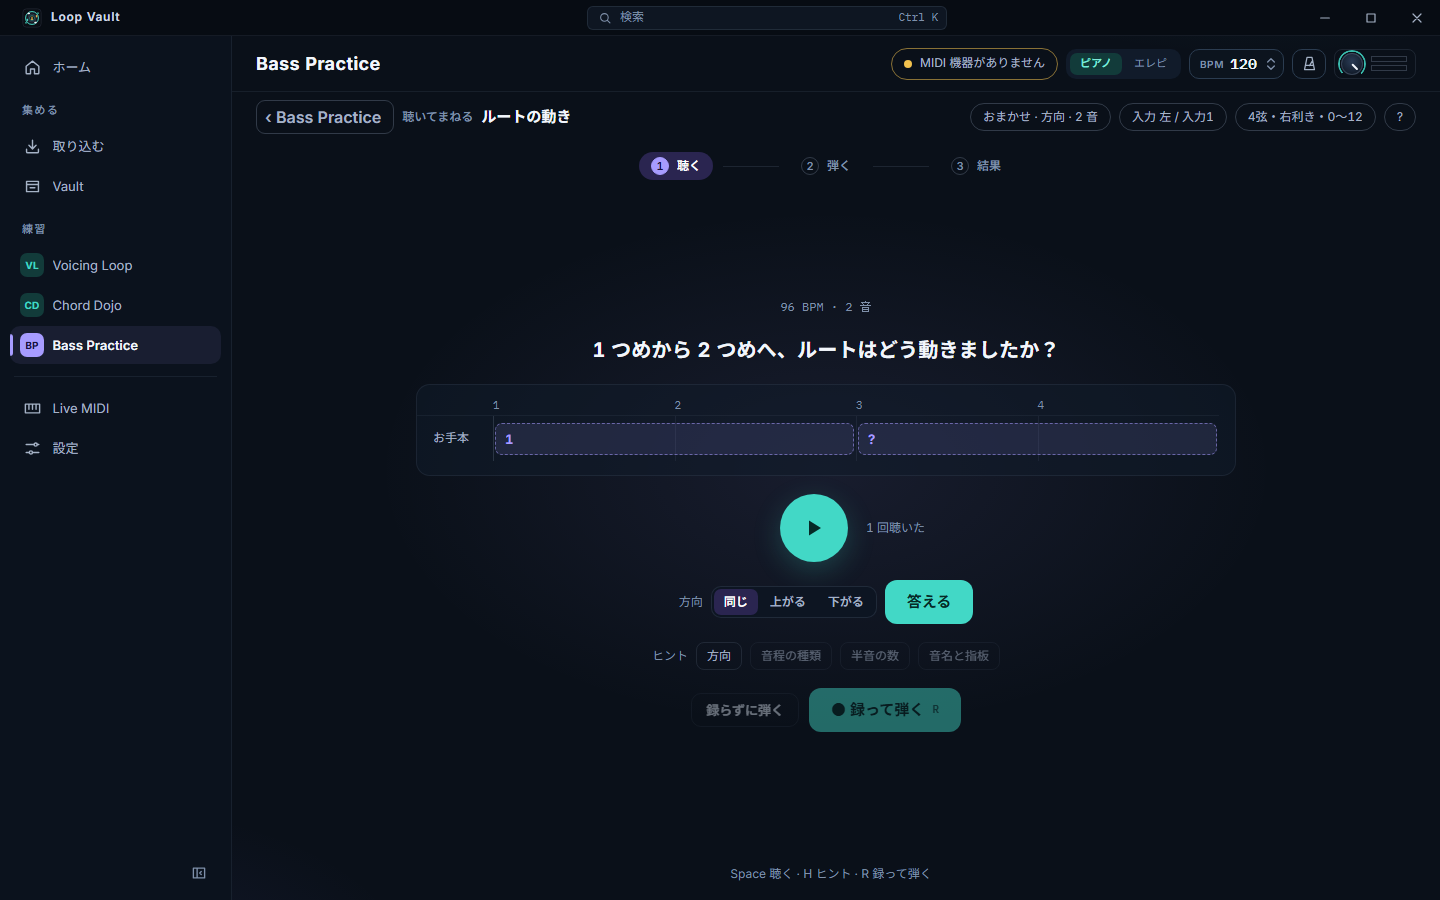 Loop Vault
検索 Ctrl K
ホーム
集める
取り込む
Vault
練習
VL Voicing Loop
CD Chord Dojo
BP Bass Practice
Live MIDI
設定
Bass Practice
MIDI 機器がありません
ピアノ エレピ
BPM 120
‹ Bass Practice 聴いてまねる ルートの動き
おまかせ · 方向 · 2 音
入力 左 / 入力1
4弦・右利き・0〜12
?
1 聴く
2 弾く
3 結果
96 BPM · 2 音
1 つめから 2 つめへ、ルートはどう動きましたか？
1 2 3 4
お手本 1 ?
1 回聴いた
方向 同じ 上がる 下がる 答える
ヒント 方向 音程の種類 半音の数 音名と指板
録らずに弾く 録って弾く R
Space 聴く · H ヒント · R 録って弾く